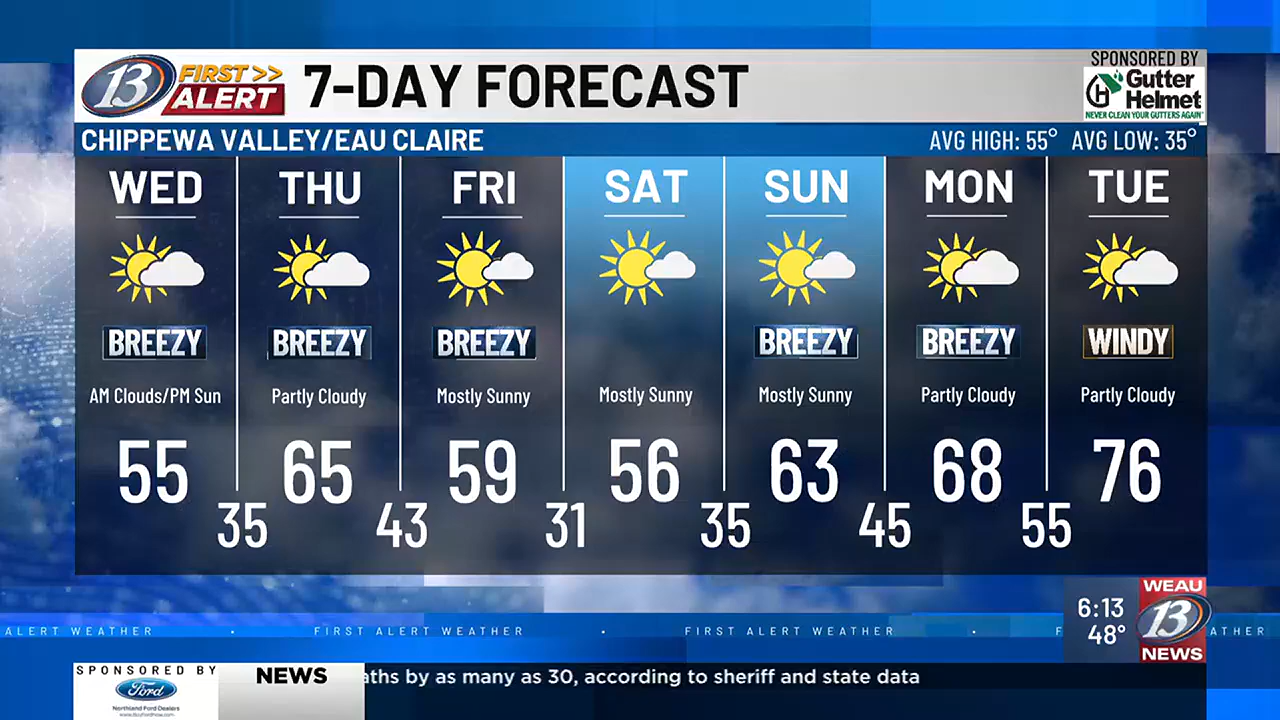 13 FIRST >> ALERT
7-DAY FORECAST
SPONSORED BY
Gutter Helmet
NEVER CLEAN YOUR GUTTERS AGAIN
CHIPPEWA VALLEY/EAU CLAIRE
AVG HIGH: 55° AVG LOW: 35°
WED THU FRI SAT SUN MON TUE
BREEZY BREEZY BREEZY BREEZY BREEZY WINDY
AM Clouds/PM Sun Partly Cloudy Mostly Sunny Mostly Sunny Mostly Sunny Partly Cloudy Partly Cloudy
55 65 59 56 63 68 76
35 43 31 35 45 55
6:13
48°
WEAU
13
NEWS
ALERT WEATHER • FIRST ALERT WEATHER • FIRST ALERT WEATHER • F ATHER
SPONSORED BY
Ford
Northland Ford Dealers
NEWS
aths by as many as 30, according to sheriff and state data